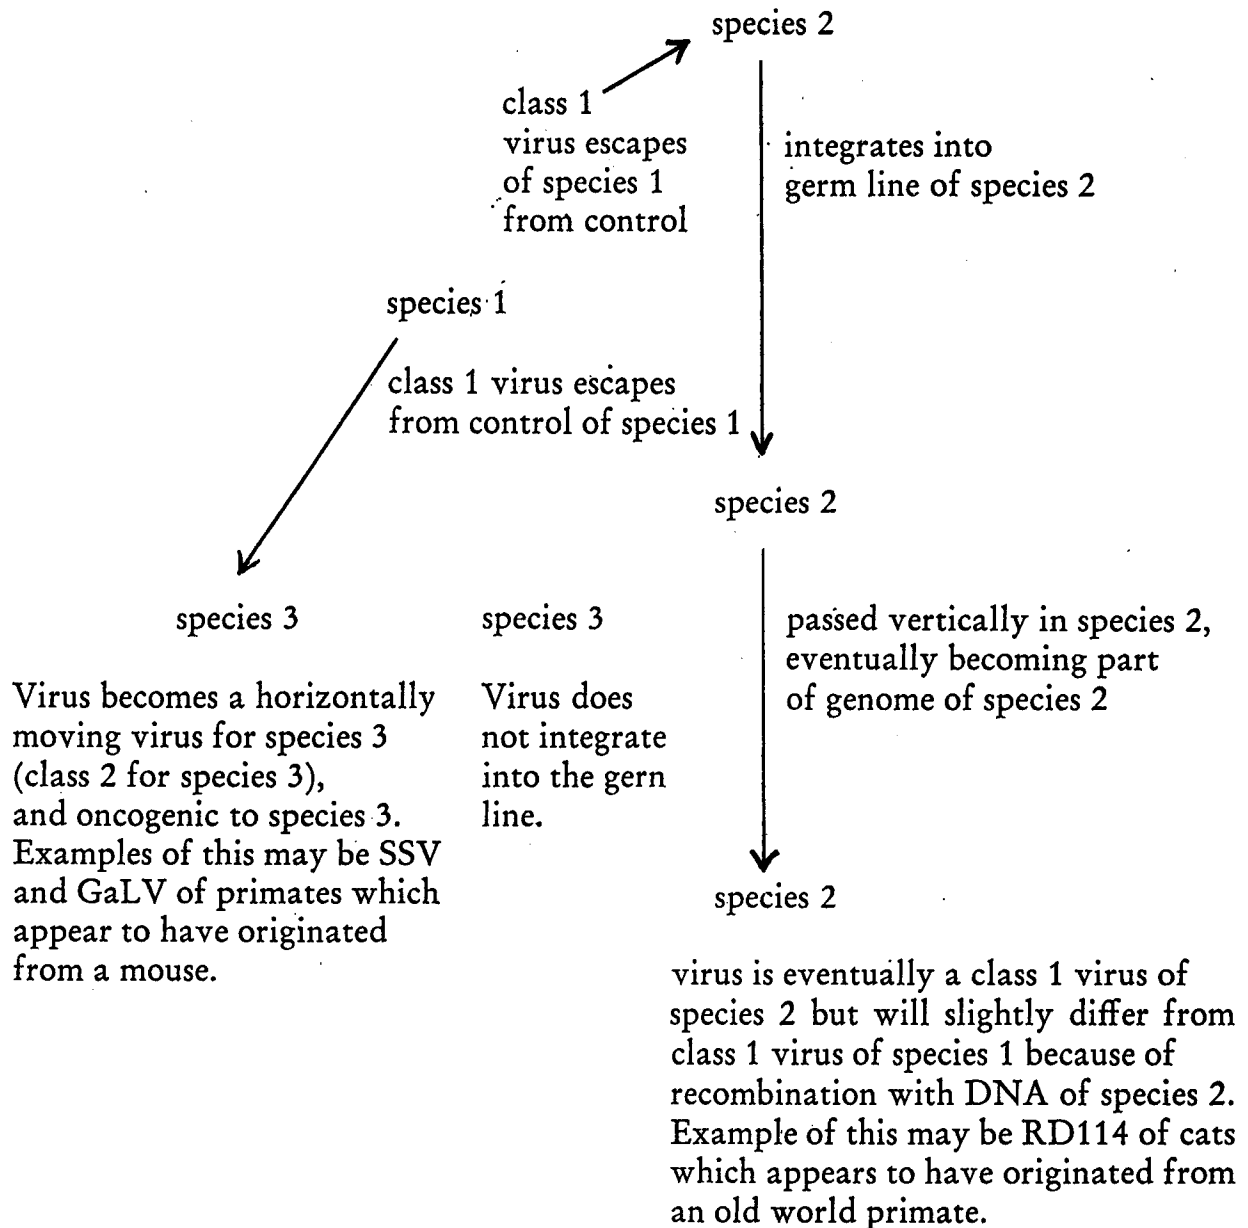 species 2
class 1
virus escapes
of species 1
from control
integrates into
germ line of species 2
species 1
class 1 virus escapes
from control of species 1
species 2
species 3
Virus becomes a horizontally
moving virus for species 3
(class 2 for species 3),
and oncogenic to species 3.
Examples of this may be SSV
and GaLV of primates which
appear to have originated
from a mouse.
species 3
Virus does
not integrate
into the gern
line.
passed vertically in species 2,
eventually becoming part
of genome of species 2
species 2
virus is eventually a class 1 virus of
species 2 but will slightly differ from
class 1 virus of species 1 because of
recombination with DNA of species 2.
Example of this may be RD114 of cats
which appears to have originated from
an old world primate.